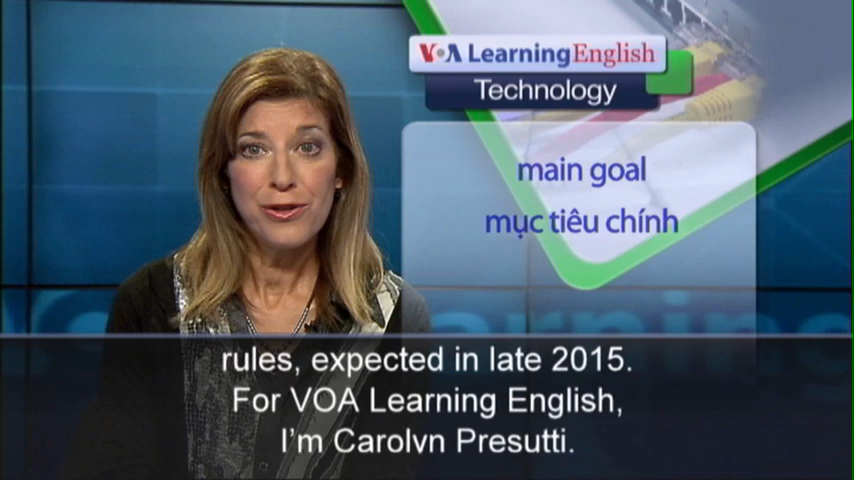 VOA Learning English
Technology
main goal
mục tiêu chính
rules, expected in late 2015.
For VOA Learning English,
I'm Carolyn Presutti.